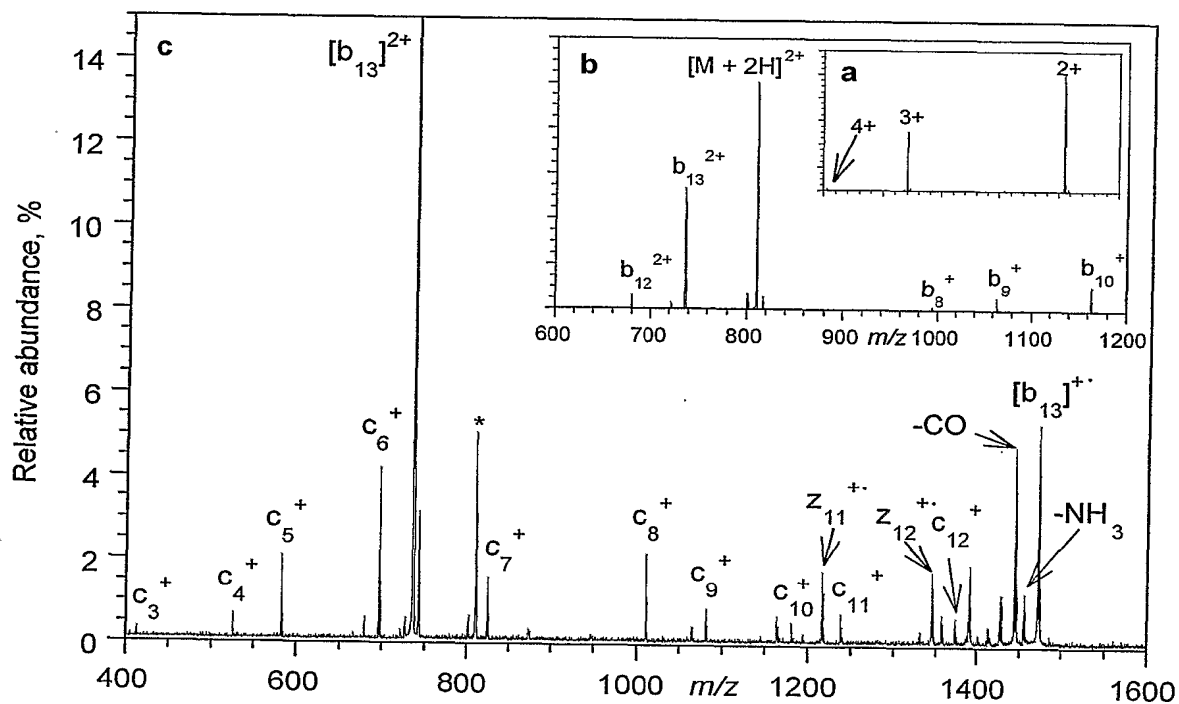 c
[b13]2+
b
[M + 2H]2+
a
4+
3+
2+
b12 2+
b13 2+
b8+
b9+
b10+
600 700 800 900 m/z 1000 1100 1200
Relative abundance, %
14
12
10
8
6
4
2
0
c3+
c4+
c5+
c6+
*
c7+
c8+
c9+
c10+
z11+·
c11+
z12+·
c12+
-CO
[b13]+·
-NH3
400 600 800 1000 m/z 1200 1400 1600